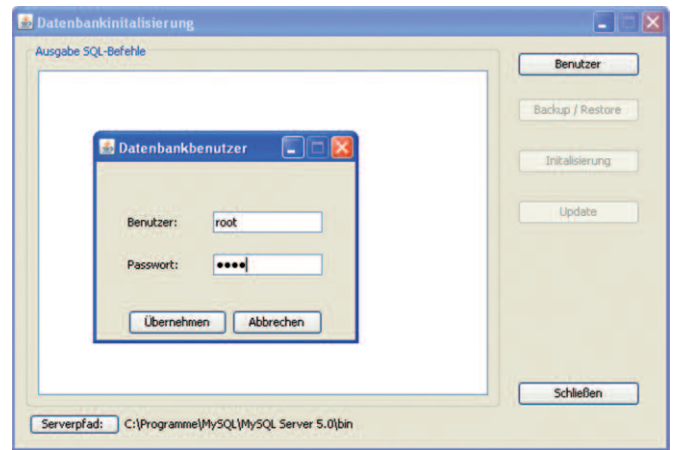 Datenbankinitalisierung
Ausgabe SQL-Befehle
Benutzer
Backup / Restore
Initalisierung
Update
Datenbankbenutzer
Benutzer: root
Passwort: ●●●●
Übernehmen Abbrechen
Schließen
Serverpfad: C:\Programme\MySQL\MySQL Server 5.0\bin